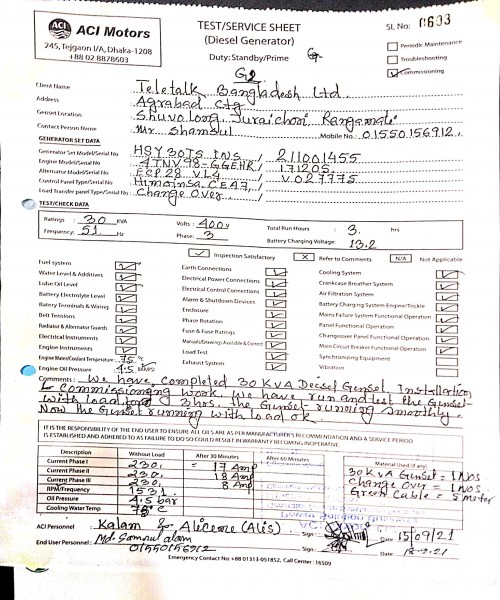 ACI ACI Motors
245, Tejgaon I/A, Dhaka-1208
+88 02 8878603
TEST/SERVICE SHEET
(Diesel Generator)
Duty: Standby/Prime G
SL No: 0603
Periodic Maintenance
Troubleshooting
Commissioning
G2
Client Name Teletalk Bangladesh Ltd
Address Agrabad Ctg
Genset Location Shuvolong, Juraichori Rangamati
Contact Person Name Mr Shamsul Mobile No: 01550156912,
GENERATOR SET DATA
Generator Set Model/Serial No HSY30TS INS / 211001455
Engine Model/Serial No 4TNV98-GGEHR / 171205
Alternator Model/Serial No ECP28 VL4 / V027775
Control Panel Type/Serial No Himoinsa CEA7,
Load Transfer panel Type/Serial No Change Over
TEST/CHECK DATA
Ratings : 30 KVA Volts : 400v Total Run Hours : 3. hrs
Frequency: 51 Hz Phase: 3 Battery Charging Voltage: 13.2
Inspection Satisfactory X Refer to Comments N/A Not Applicable
Fuel system Earth Connections Cooling System
Water Level & Additives Electrical Power Connections Crankcase Breather System
Lube Oil Level Electrical Control Connections Air Filtration System
Battery Electrolyte Level Alarm & Shutdown Devices Battery Charging System Engine/Trickle
Battery Terminals & Wiring Enclosure Mains Failure System Functional Operation
Belt Tensions Phase Rotation Panel Functional Operation
Radiator & Alternator Guards Fuse & Fuse Ratings Changeover Panel Functional Operation
Electrical Instruments Manuals/Drawing Available & Correct Main Circuit Breaker Functional Operation
Engine Instruments Load Test Synchronizing Equipment
Engine Water/Coolant Temperature 75 °C Exhaust System Vibration
Engine Oil Pressure 4.5
Comments : We have completed 30 KVA Decsel Genset Installation
& commissioning work. We have run and test the Genset
with load for 3 hrs. the Genset running smoothly
Now the Genset running with load ok.
IT IS THE RESPONSIBILITY OF THE END USER TO ENSURE ALL OILS ARE AS PER MANUFACTURER'S RECOMMENDATION AND A SERVICE PERIOD
IS ESTABLISHED AND ADHERED TO AS FAILURE TO DO SO COULD RESULT IN WARRANTY BECOMING INOPERATIVE.
Description Without Load After 30 Minutes After 60 Minutes Material Used if any
Current Phase I 230, = 17 Amp
Current Phase II 230, 18 Amp
Current Phase III 230, 8 Amp
RPM/Frequency 1531
Oil Pressure 4.5 bar
Cooling Water Temp 75°C
30 KVA Genset = 1 NOS
Change Over = 1 NOS
Green Cable = 5 Meter
ACI Personnel : Kalam & Sign : Date 15/09/21
End User Personnel : Md. Samsul alam Sign Date
01550156912
Emergency Contact No:+88 01313-051852, Call Center : 16509